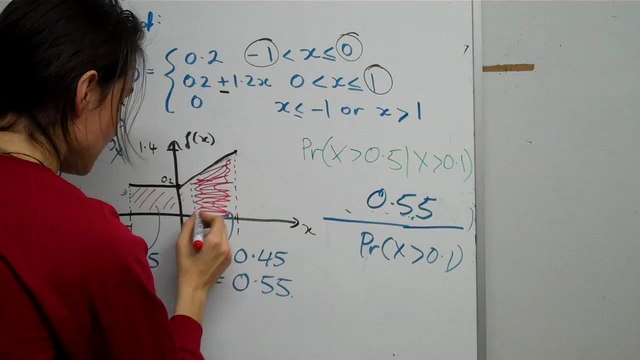 0.2 -1 < x ≤ 0
= { 0.2 + 1.2x 0 < x ≤ 1
0 x ≤ -1 or x > 1
1.4 f(x)
0.2
x
0.45
= 0.55
Pr(X>0.5|X>0.1)
0.55
Pr(X>0.1)